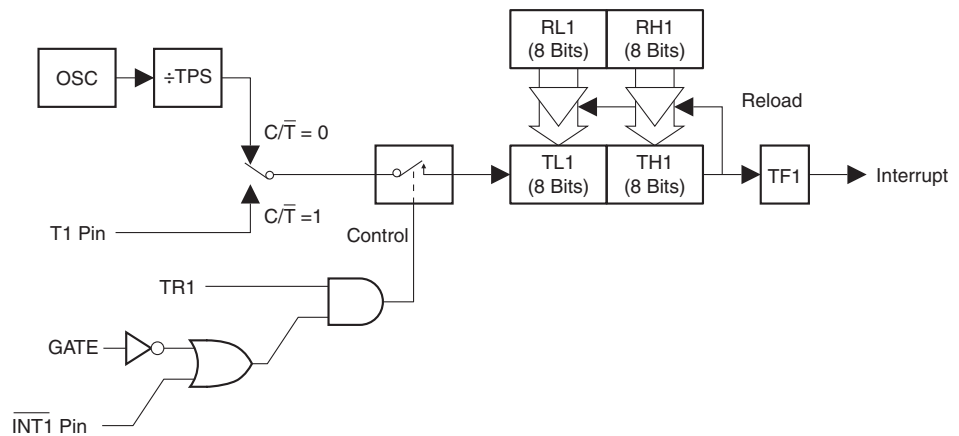 RL1
(8 Bits)
RH1
(8 Bits)
OSC
÷TPS
Reload
C/T̅ = 0
TL1
(8 Bits)
TH1
(8 Bits)
TF1
Interrupt
C/T̅ =1
T1 Pin
Control
TR1
GATE
I̅N̅T̅1̅ Pin